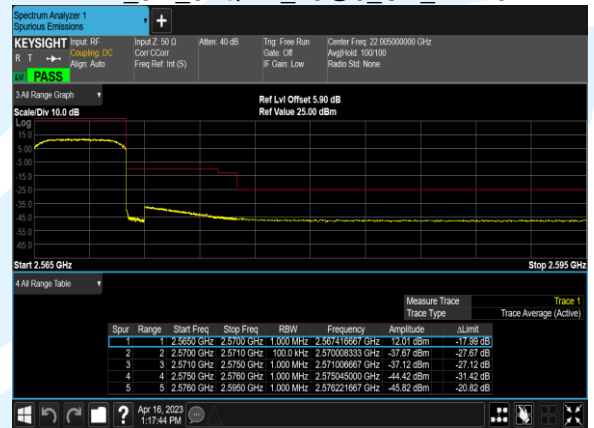 Spectrum Analyzer 1
Spurious Emissions
KEYSIGHT Input: RF Input Z: 50 Ω Atten: 40 dB Trig: Free Run Center Freq: 22.005000000 GHz
R T Coupling: DC Corr CCorr Gate: Off Avg|Hold: 100/100
Align: Auto Freq Ref: Int (S) IF Gain: Low Radio Std: None
LV PASS
3 All Range Graph
Ref Lvl Offset 5.90 dB
Scale/Div 10.0 dB Ref Value 25.00 dBm
Log
15.0
5.00
-5.00
-15.0
-25.0
-35.0
-45.0
-55.0
-65.0
Start 2.565 GHz Stop 2.595 GHz
4 All Range Table
Measure Trace Trace 1
Trace Type Trace Average (Active)
Spur Range Start Freq Stop Freq RBW Frequency Amplitude ΔLimit
1 1 2.5650 GHz 2.5700 GHz 1.000 MHz 2.567416667 GHz 12.01 dBm -17.99 dB
2 2 2.5700 GHz 2.5710 GHz 100.0 kHz 2.570008333 GHz -37.67 dBm -27.67 dB
3 3 2.5710 GHz 2.5750 GHz 1.000 MHz 2.571006667 GHz -37.12 dBm -27.12 dB
4 4 2.5750 GHz 2.5760 GHz 1.000 MHz 2.575045000 GHz -44.42 dBm -31.42 dB
5 5 2.5760 GHz 2.5950 GHz 1.000 MHz 2.576221667 GHz -45.82 dBm -20.82 dB
Apr 16, 2023
1:17:44 PM